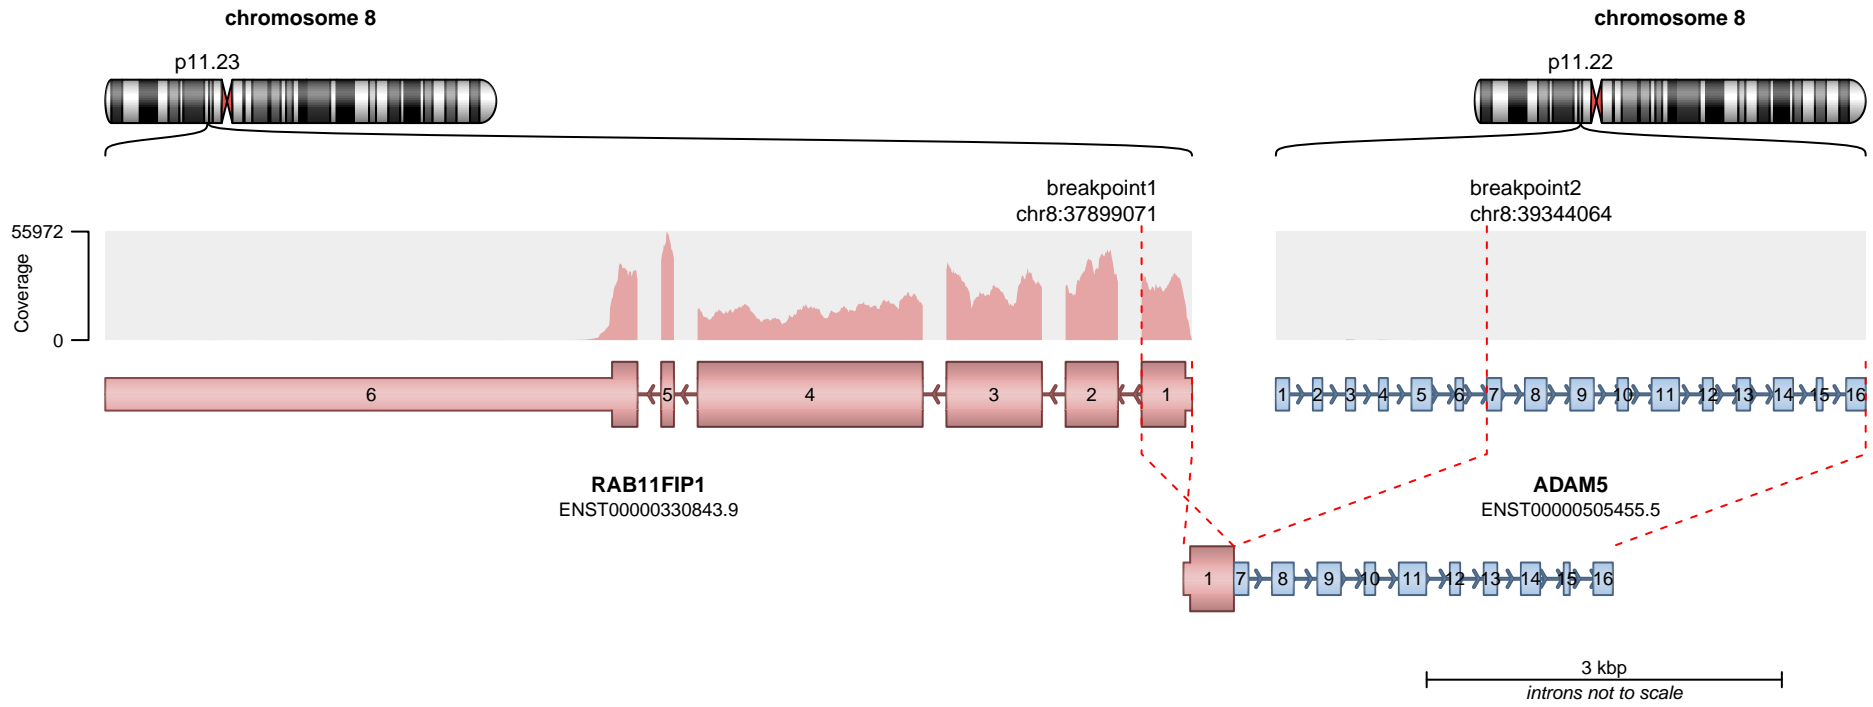 chromosome 8
chromosome 8
p11.23
p11.22
breakpoint1
chr8:37899071
breakpoint2
chr8:39344064
55972
Coverage
0
6
5
4
3
2
1
1
2
3
4
5
6
7
8
9
10
11
12
13
14
15
16
RAB11FIP1
ENST00000330843.9
ADAM5
ENST00000505455.5
1
7
8
9
10
11
12
13
14
15
16
3 kbp
introns not to scale